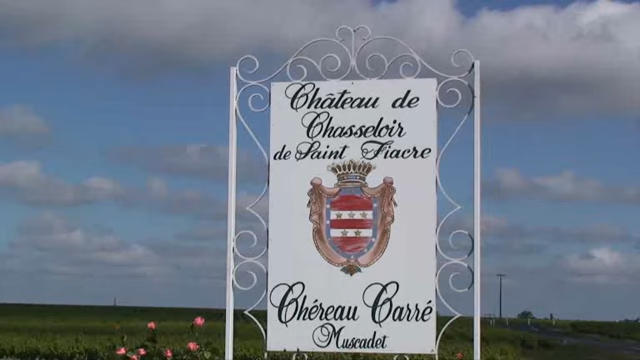 Château de
Chasseloir
de Saint Fiacre
Chéreau Carré
Muscadet